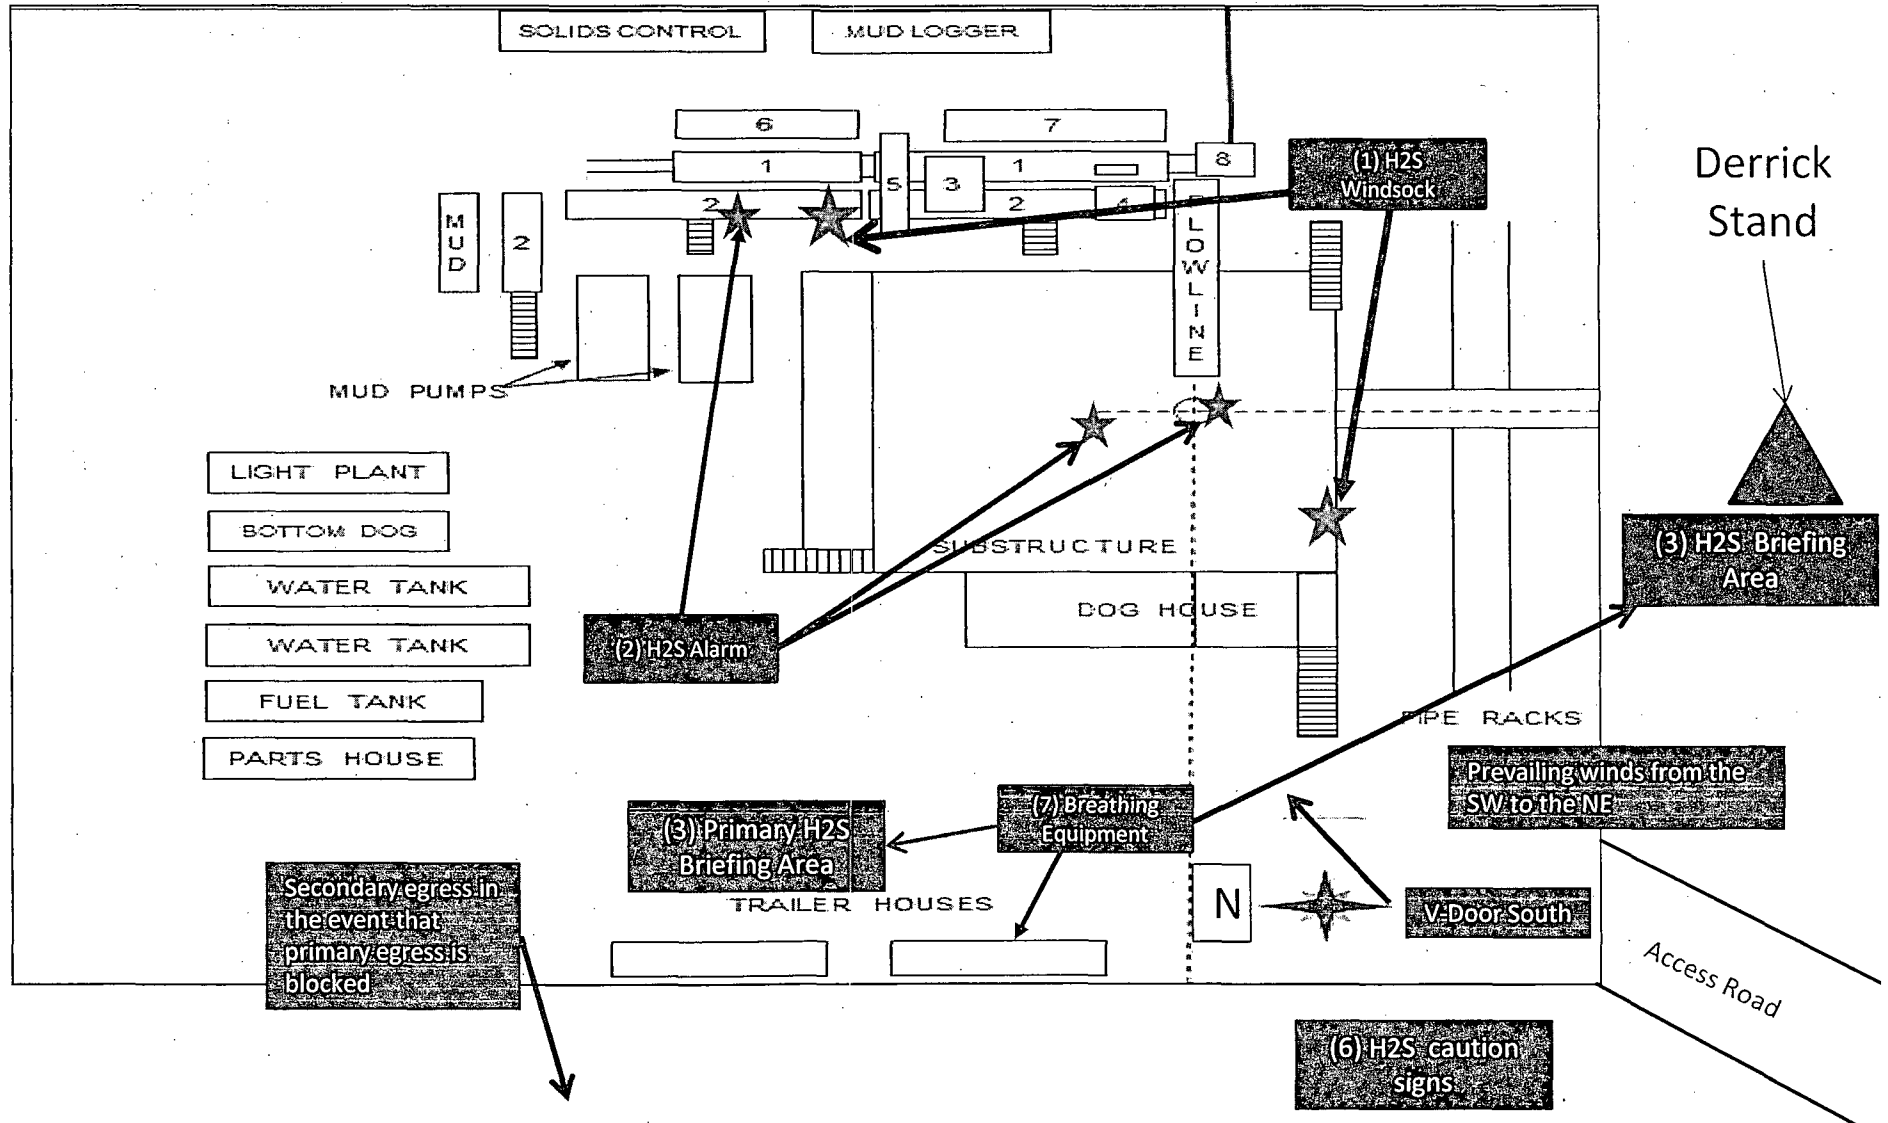 SOLIDS CONTROL
MUD LOGGER
6
7
1
1
8
5
3
2
2
4
(1) H2S
Windsock
Derrick
Stand
MUD
2
FLOWLINE
MUD PUMPS
LIGHT PLANT
BOTTOM DOG
WATER TANK
WATER TANK
FUEL TANK
PARTS HOUSE
SUBSTRUCTURE
DOG HOUSE
(2) H2S Alarm
(3) H2S Briefing
Area
PIPE RACKS
Prevailing winds from the
SW to the NE
(7) Breathing
Equipment
(3) Primary H2S
Briefing Area
TRAILER HOUSES
Secondary egress in
the event that
primary egress is
blocked
N
V-Door South
Access Road
(6) H2S caution
signs